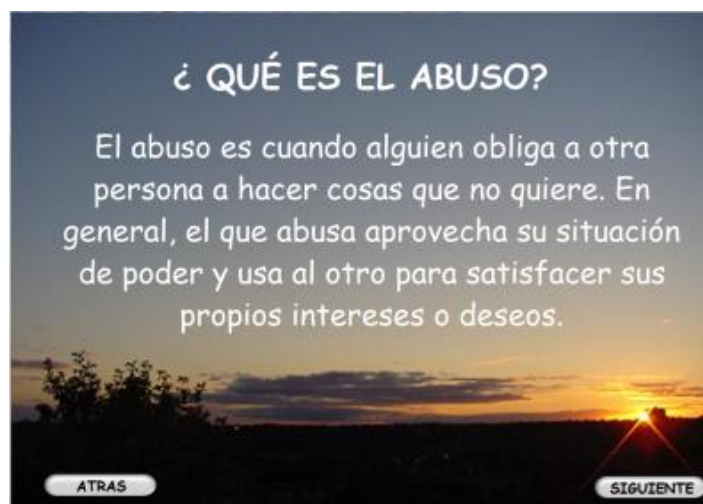 ¿ QUÉ ES EL ABUSO?
El abuso es cuando alguien obliga a otra
persona a hacer cosas que no quiere. En
general, el que abusa aprovecha su situación
de poder y usa al otro para satisfacer sus
propios intereses o deseos.
ATRAS
SIGUIENTE